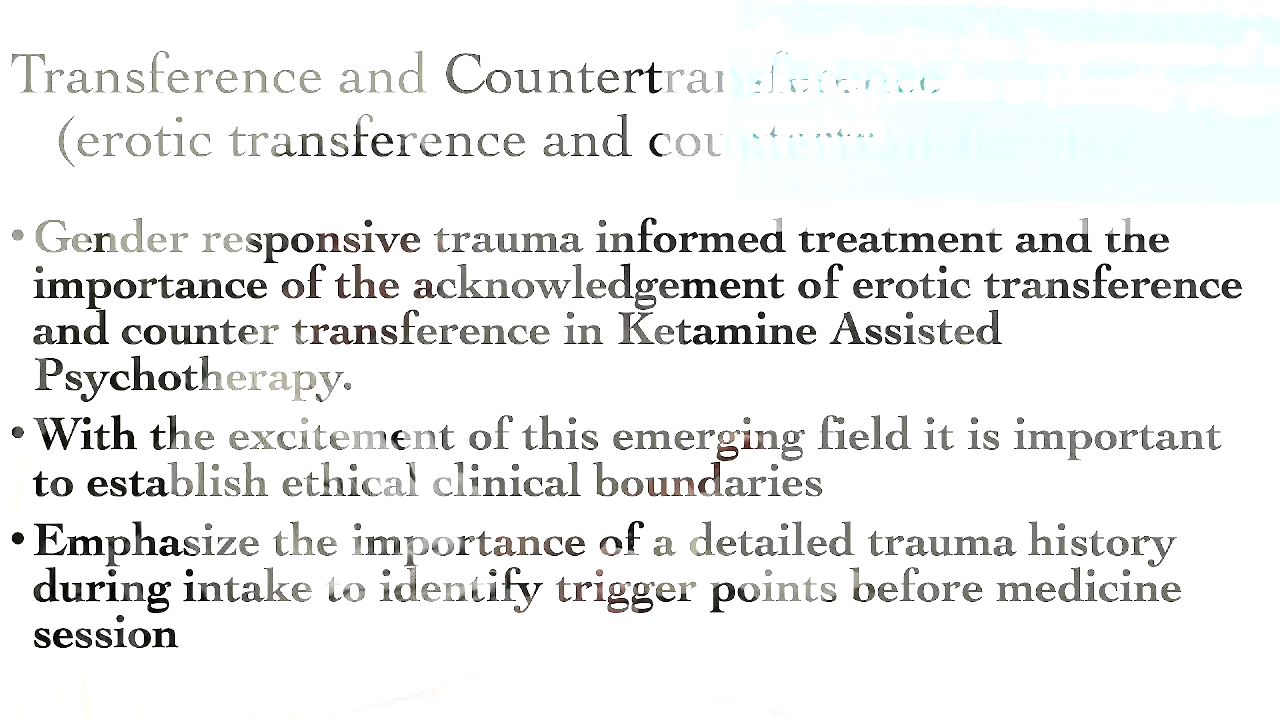 Transference and Countertransference
(erotic transference and
• Gender responsive trauma informed treatment and the
importance of the acknowledgement of erotic transference
and counter transference in Ketamine Assisted
Psychotherapy.
• With the excitement of this emerging field it is important
to establish ethical clinical boundaries
• Emphasize the importance of a detailed trauma history
during intake to identify trigger points before medicine
session